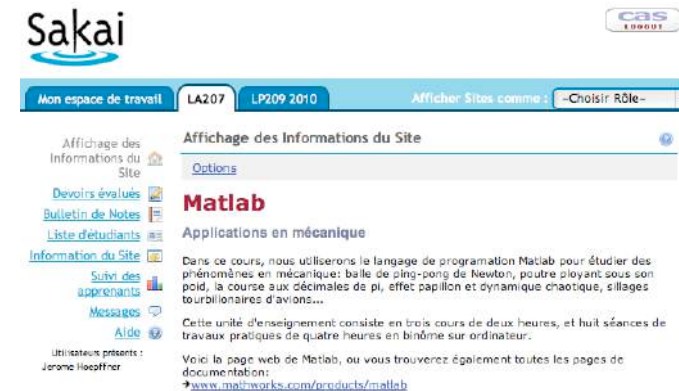 Sakai
cas
LOGOUT
Mon espace de travail
LA207
LP209 2010
Afficher Sites comme :
-Choisir Rôle-
Affichage des
Informations du
Site
Devoirs évalués
Bulletin de Notes
Liste d'étudiants
Information du Site
Suivi des
apprenants
Messages
Aide
Utilisateurs présents :
Jerome Hoepffner
Affichage des Informations du Site
Options
Matlab
Applications en mécanique
Dans ce cours, nous utiliserons le langage de programation Matlab pour étudier des
phénomènes en mécanique: balle de ping-pong de Newton, poutre ployant sous son
poid, la course aux décimales de pi, effet papillon et dynamique chaotique, sillages
tourbillonaires d'avions...
Cette unité d'enseignement consiste en trois cours de deux heures, et huit séances de
travaux pratiques de quatre heures en binôme sur ordinateur.
Voici la page web de Matlab, ou vous trouverez également toutes les pages de
documentation:
www.mathworks.com/products/matlab